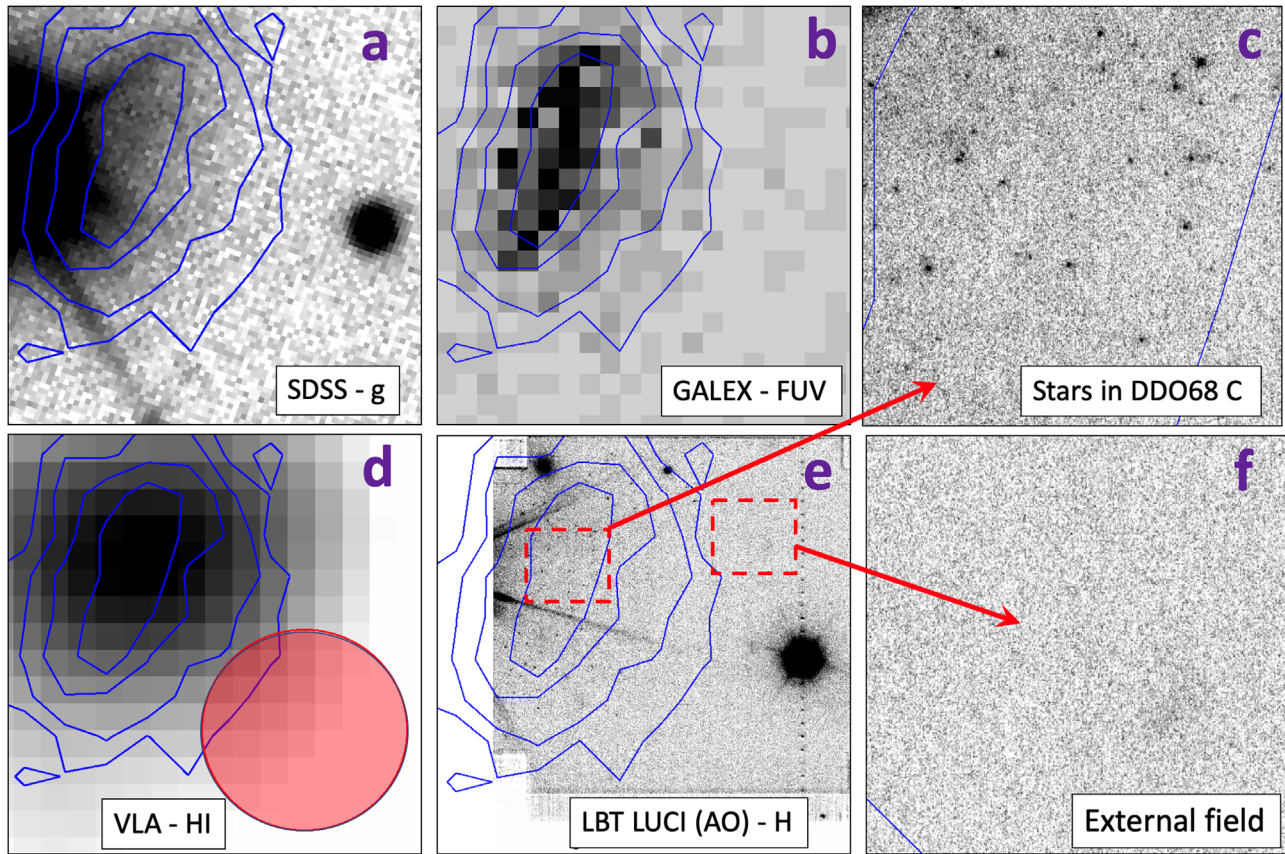 a
SDSS - g
b
GALEX - FUV
c
Stars in DDO68 C
d
VLA - HI
e
LBT LUCI (AO) - H
f
External field